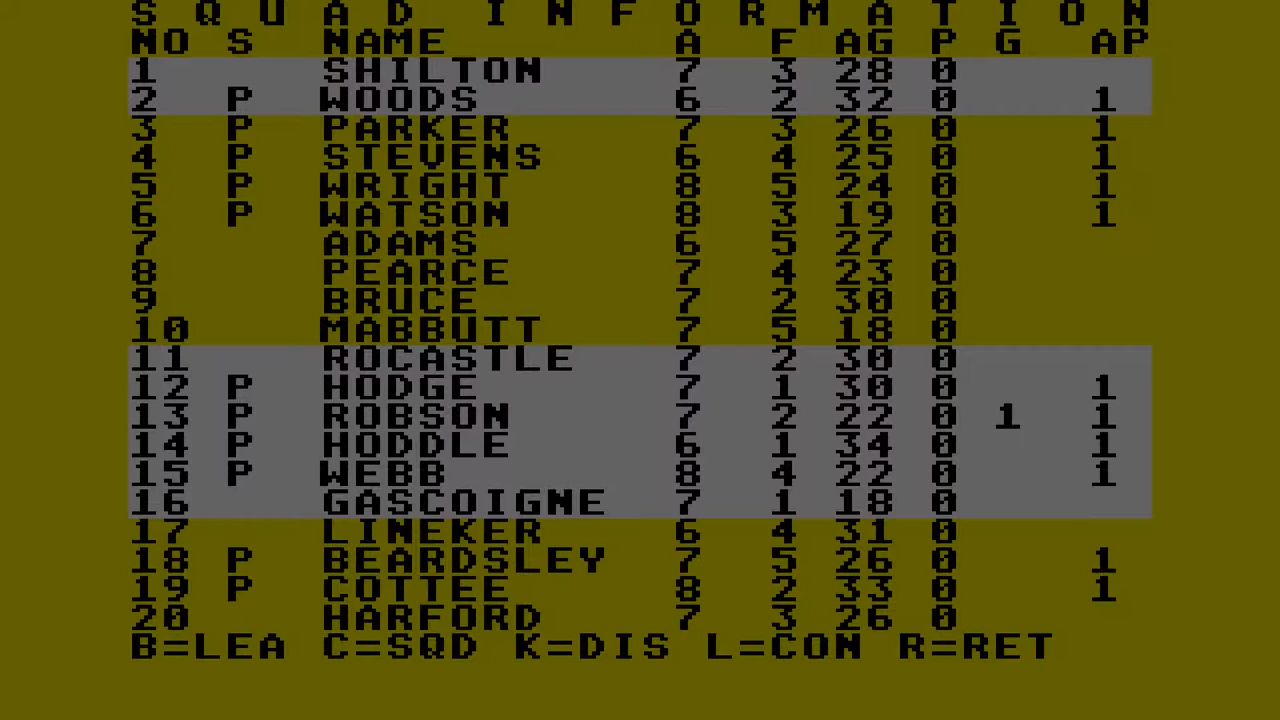 S Q U A D I N F O R M A T I O N
NO S NAME A F AG P G AP
1 SHILTON 7 3 28 0
2 P WOODS 6 2 32 0 1
3 P PARKER 7 3 26 0 1
4 P STEVENS 6 4 25 0 1
5 P WRIGHT 8 5 24 0 1
6 P WATSON 8 3 19 0 1
7 ADAMS 6 5 27 0
8 PEARCE 7 4 23 0
9 BRUCE 7 2 30 0
10 MABBUTT 7 5 18 0
11 ROCASTLE 7 2 30 0
12 P HODGE 7 1 30 0 1
13 P ROBSON 7 2 22 0 1 1
14 P HODDLE 6 1 34 0 1
15 P WEBB 8 4 22 0 1
16 GASCOIGNE 7 1 18 0
17 LINEKER 6 4 31 0
18 P BEARDSLEY 7 5 26 0 1
19 P COTTEE 8 2 33 0 1
20 HARFORD 7 3 26 0
B=LEA C=SQD K=DIS L=CON R=RET